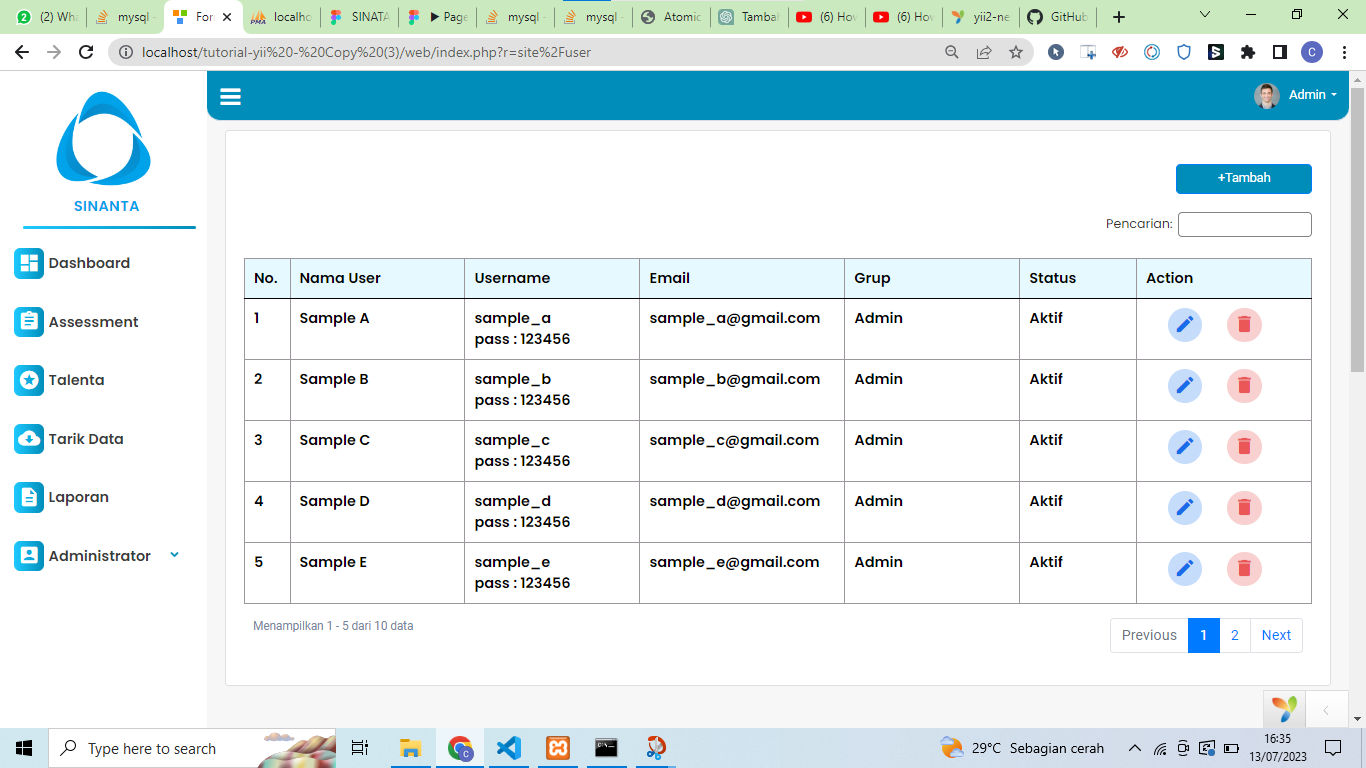 (2) Wha
mysql -
For
localho
SINATA
Page
mysql -
mysql -
Atomic
Tambah
(6) How
(6) How
yii2-ne
GitHub
localhost/tutorial-yii%20-%20Copy%20(3)/web/index.php?r=site%2Fuser
C
SINANTA
Dashboard
Assessment
Talenta
Tarik Data
Laporan
Administrator
Admin
+Tambah
Pencarian:
No. Nama User Username Email Grup Status Action
1 Sample A sample_a sample_a@gmail.com Admin Aktif
pass : 123456
2 Sample B sample_b sample_b@gmail.com Admin Aktif
pass : 123456
3 Sample C sample_c sample_c@gmail.com Admin Aktif
pass : 123456
4 Sample D sample_d sample_d@gmail.com Admin Aktif
pass : 123456
5 Sample E sample_e sample_e@gmail.com Admin Aktif
pass : 123456
Menampilkan 1 - 5 dari 10 data
Previous 1 2 Next
Type here to search
29°C Sebagian cerah
16:35
13/07/2023